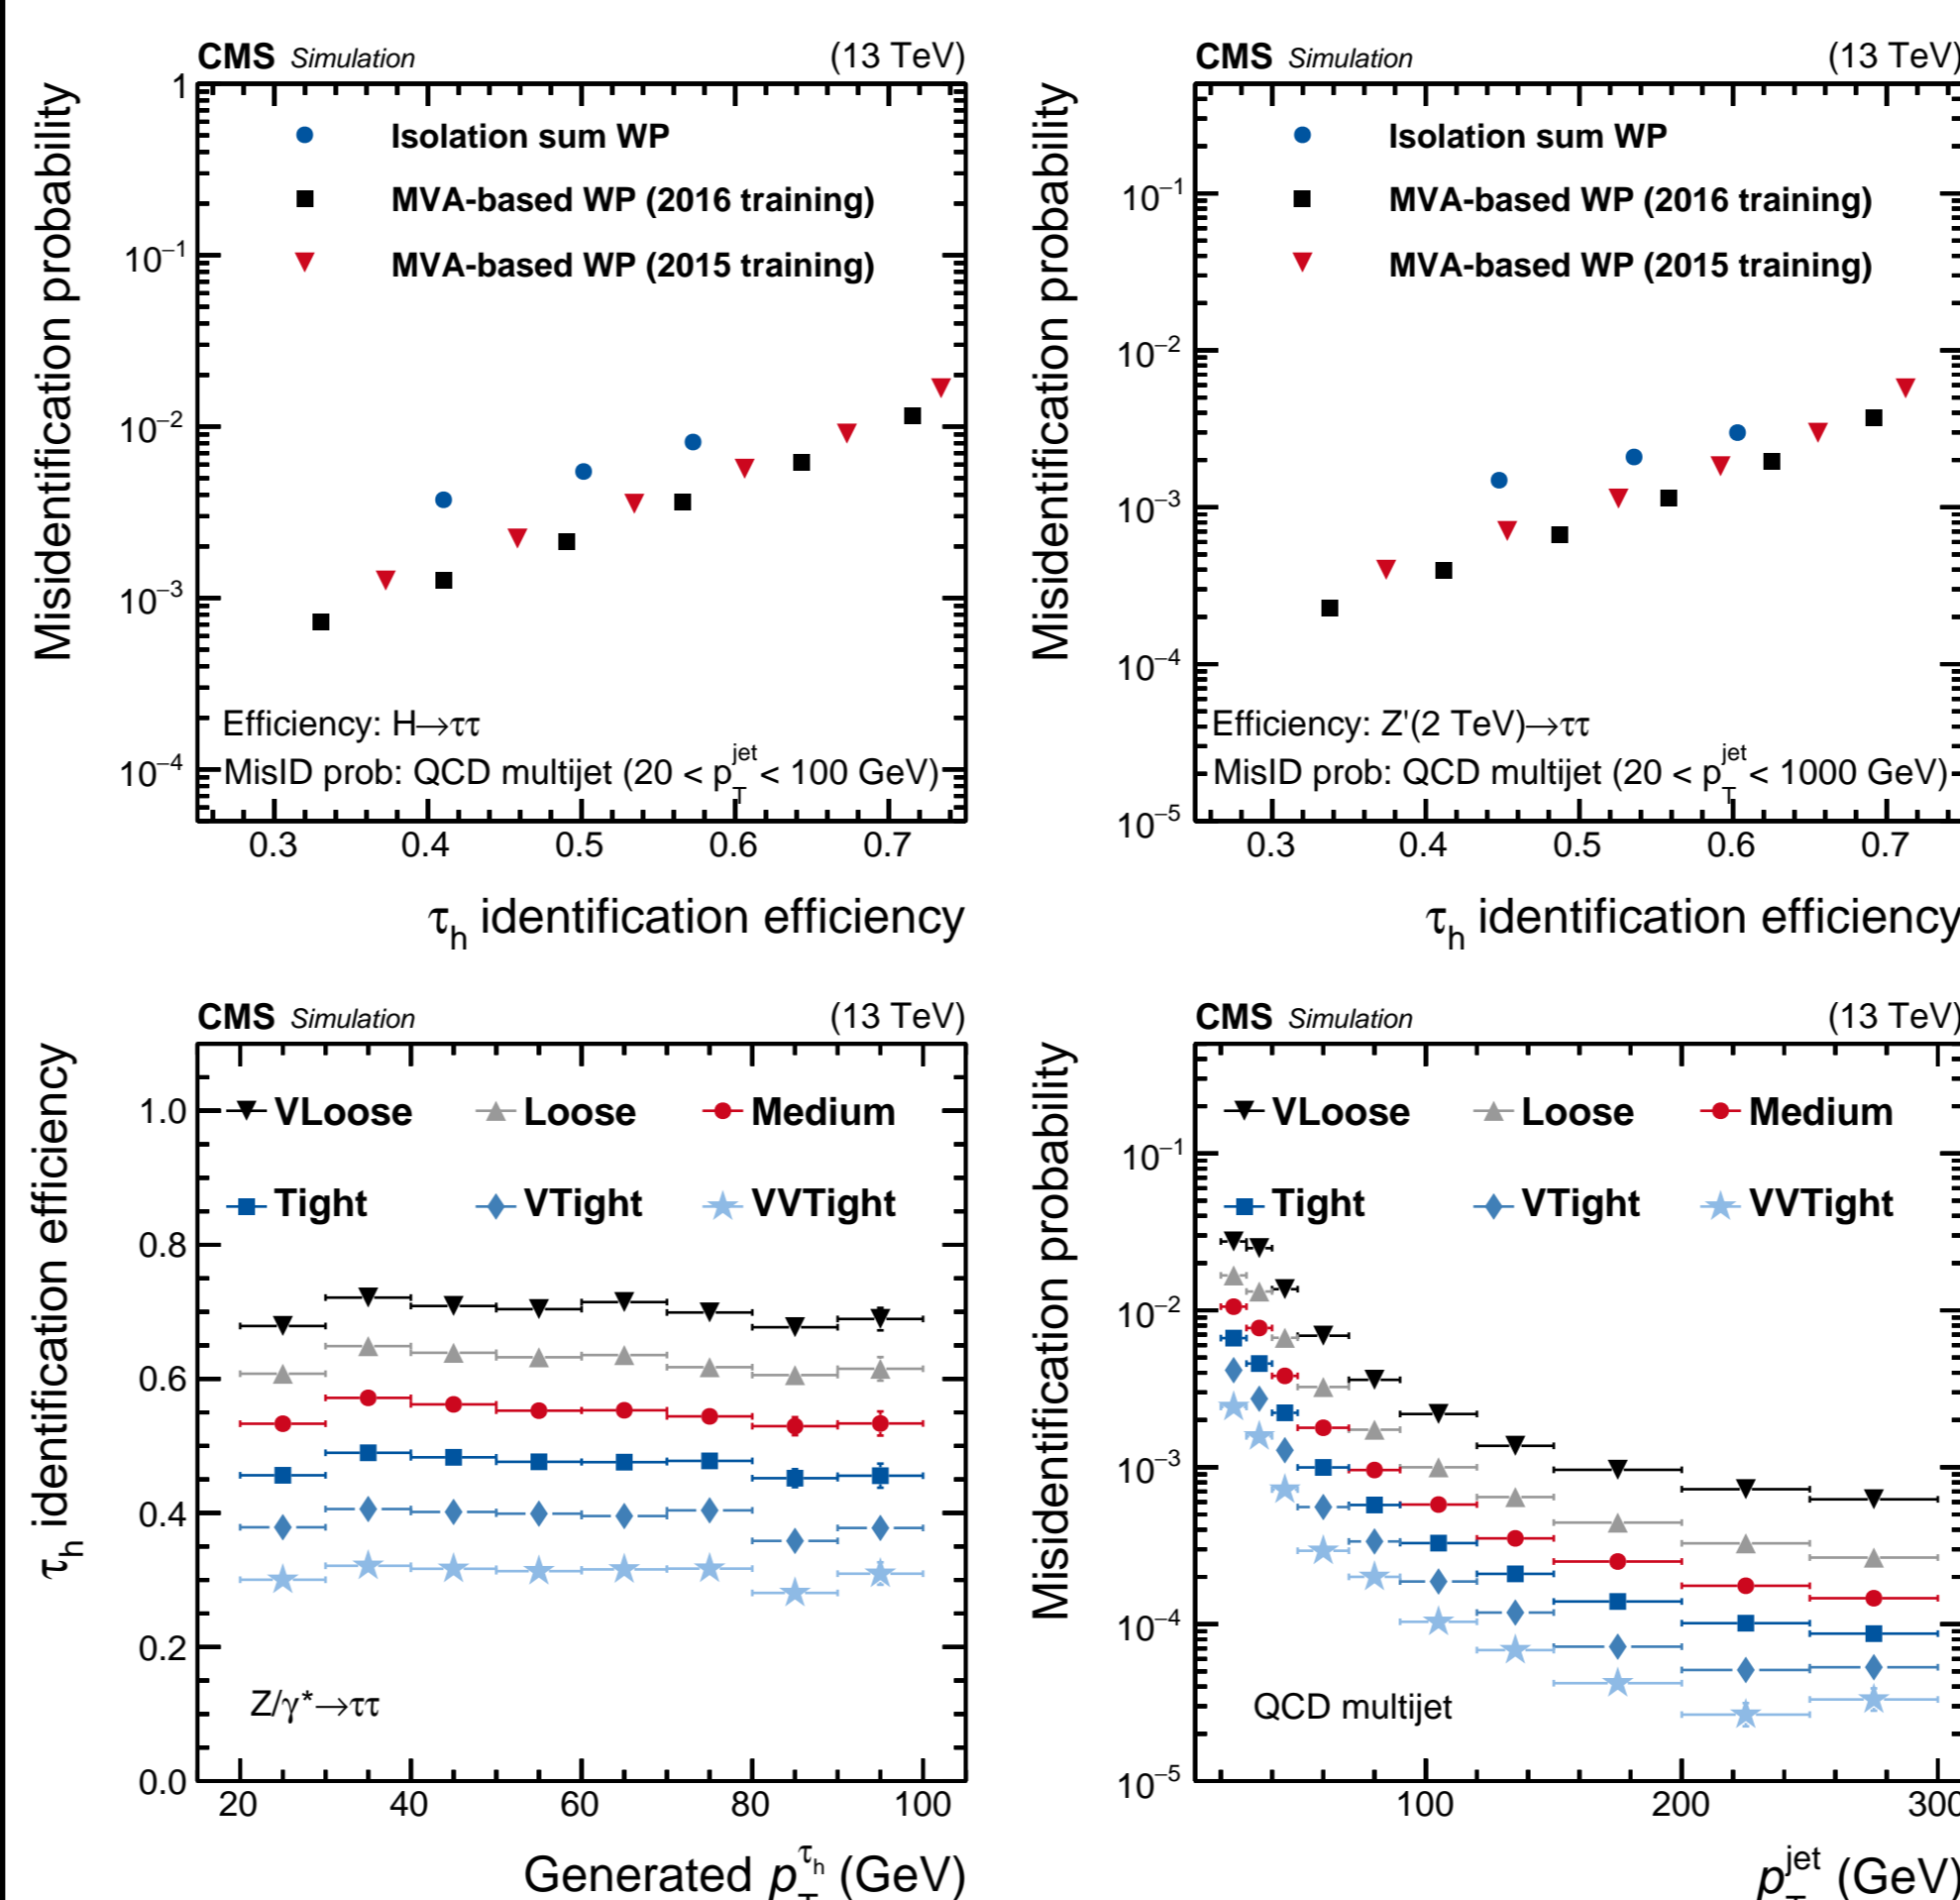 CMS Simulation (13 TeV)
Misidentification probability
1
10⁻¹
10⁻²
10⁻³
10⁻⁴
Isolation sum WP
MVA-based WP (2016 training)
MVA-based WP (2015 training)
Efficiency: H→ττ
MisID prob: QCD multijet (20 < p_T^jet < 100 GeV)
0.3 0.4 0.5 0.6 0.7
τ_h identification efficiency
CMS Simulation (13 TeV)
Misidentification probability
10⁻¹
10⁻²
10⁻³
10⁻⁴
10⁻⁵
Isolation sum WP
MVA-based WP (2016 training)
MVA-based WP (2015 training)
Efficiency: Z'(2 TeV)→ττ
MisID prob: QCD multijet (20 < p_T^jet < 1000 GeV)
0.3 0.4 0.5 0.6 0.7
τ_h identification efficiency
CMS Simulation (13 TeV)
τ_h identification efficiency
1.0
0.8
0.6
0.4
0.2
0.0
VLoose Loose Medium
Tight VTight VVTight
Z/γ*→ττ
20 40 60 80 100
Generated p_T^τ_h (GeV)
CMS Simulation (13 TeV)
Misidentification probability
10⁻¹
10⁻²
10⁻³
10⁻⁴
10⁻⁵
VLoose Loose Medium
Tight VTight VVTight
QCD multijet
100 200 300
p_T^jet (GeV)